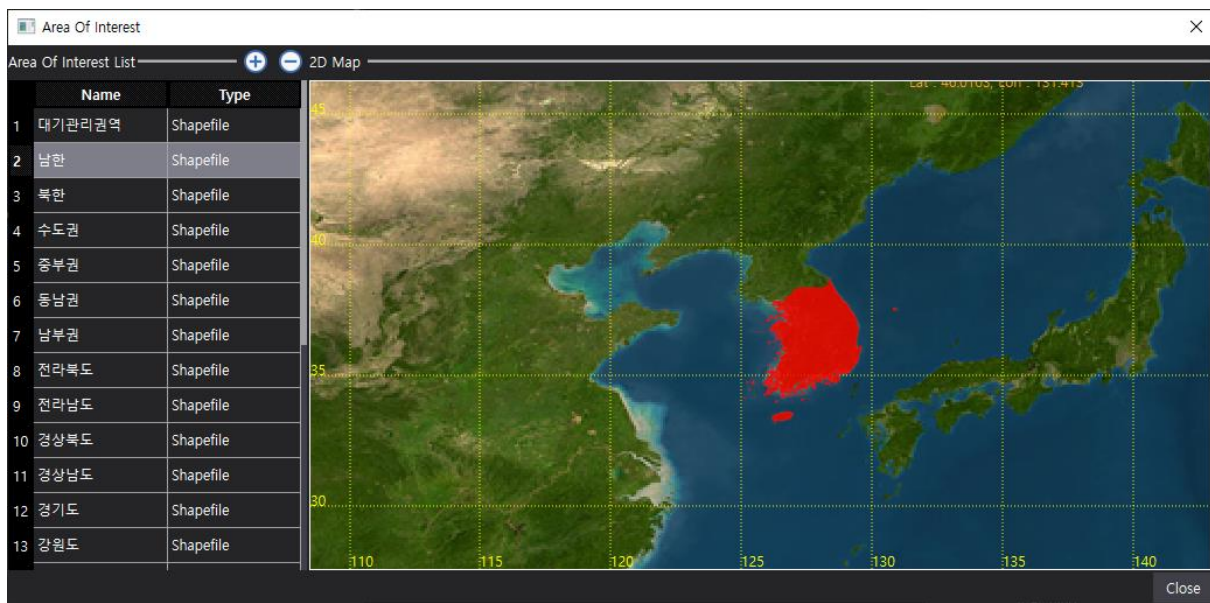 Area Of Interest
Area Of Interest List
2D Map
Name Type
1 대기관리권역 Shapefile
2 남한 Shapefile
3 북한 Shapefile
4 수도권 Shapefile
5 중부권 Shapefile
6 동남권 Shapefile
7 남부권 Shapefile
8 전라북도 Shapefile
9 전라남도 Shapefile
10 경상북도 Shapefile
11 경상남도 Shapefile
12 경기도 Shapefile
13 강원도 Shapefile
45
40
35
30
110 115 120 125 130 135 140
Close